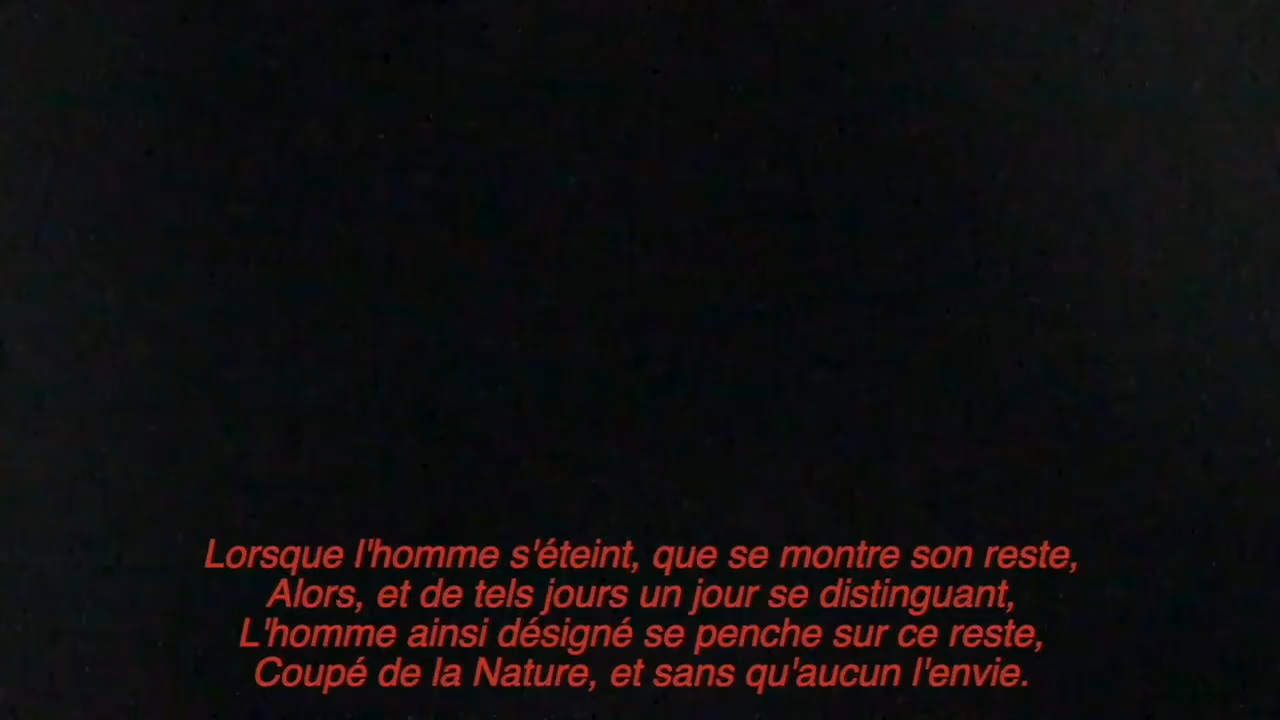 Lorsque l'homme s'éteint, que se montre son reste,
Alors, et de tels jours un jour se distinguant,
L'homme ainsi désigné se penche sur ce reste,
Coupé de la Nature, et sans qu'aucun l'envie.